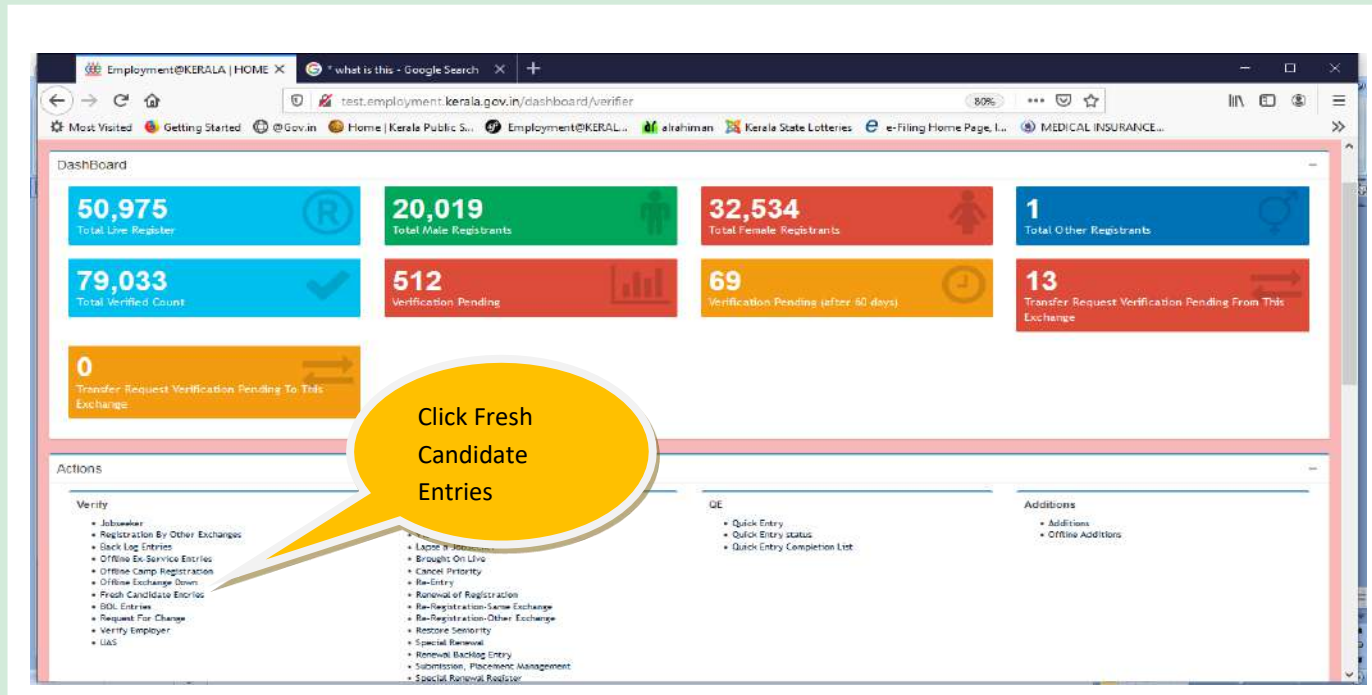 Employment@KERALA | HOME
* what is this - Google Search
test.employment.kerala.gov.in/dashboard/verifier
80%
Most Visited
Getting Started
@Gov.in
Home | Kerala Public S...
Employment@KERAL...
alrahiman
Kerala State Lotteries
e-Filing Home Page, I...
MEDICAL INSURANCE...
DashBoard
50,975
Total Live Register
20,019
Total Male Registrants
32,534
Total Female Registrants
1
Total Other Registrants
79,033
Total Verified Count
512
Verification Pending
69
Verification Pending (after 60 days)
13
Transfer Request Verification Pending From This
Exchange
0
Transfer Request Verification Pending To This
Exchange
Click Fresh
Candidate
Entries
Actions
Verify
Jobseeker
Registration By Other Exchanges
Back Log Entries
Offline Ex-Service Entries
Offline Camp Registration
Offline Exchange Down
Fresh Candidate Entries
BOL Entries
Request For Change
Verify Employer
UAS
Lapse a Jobseeker
Brought On Live
Cancel Priority
Re-Entry
Renewal of Registration
Re-Registration-Same Exchange
Re-Registration-Other Exchange
Restore Seniority
Special Renewal
Renewal Backlog Entry
Submission, Placement Management
Special Renewal Register
QE
Quick Entry
Quick Entry status
Quick Entry Completion List
Additions
Additions
Offline Additions